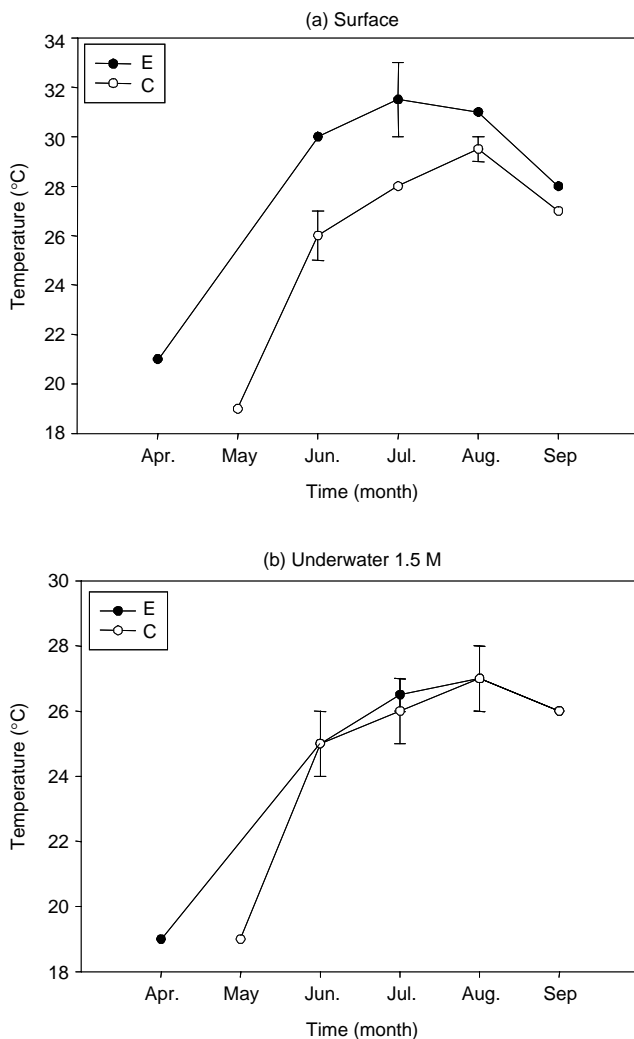 (a) Surface
34
32
30
28
26
24
22
20
18
E
C
Temperature (°C)
Apr. May Jun. Jul. Aug. Sep
Time (month)
(b) Underwater 1.5 M
30
28
26
24
22
20
18
E
C
Temperature (°C)
Apr. May Jun. Jul. Aug. Sep
Time (month)